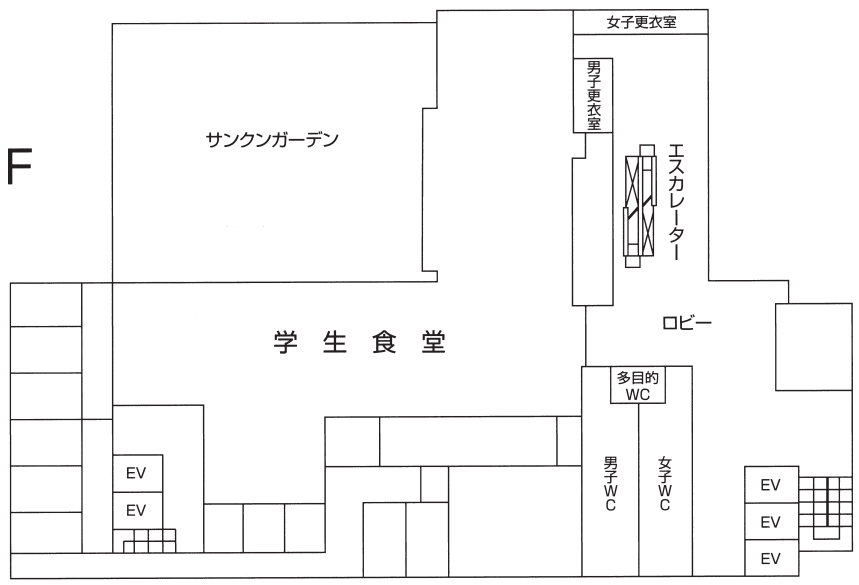 女子更衣室
男子更衣室
サンクンガーデン
エスカレーター
F
ロビー
学生食堂
多目的
WC
男子WC
女子WC
EV
EV
EV
EV
EV